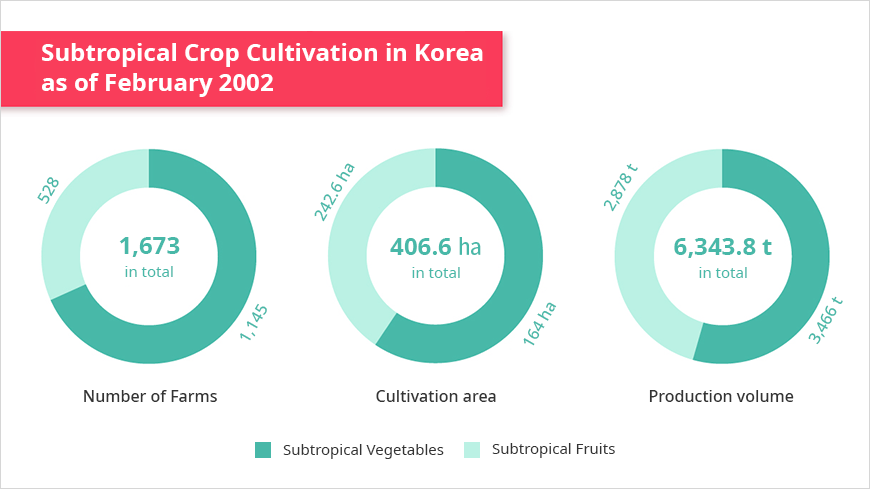 Subtropical Crop Cultivation in Korea
as of February 2002
528
1,673
in total
1,145
Number of Farms
242.6 ha
406.6 ha
in total
164 ha
Cultivation area
2,878 t
6,343.8 t
in total
3,466 t
Production volume
Subtropical Vegetables
Subtropical Fruits